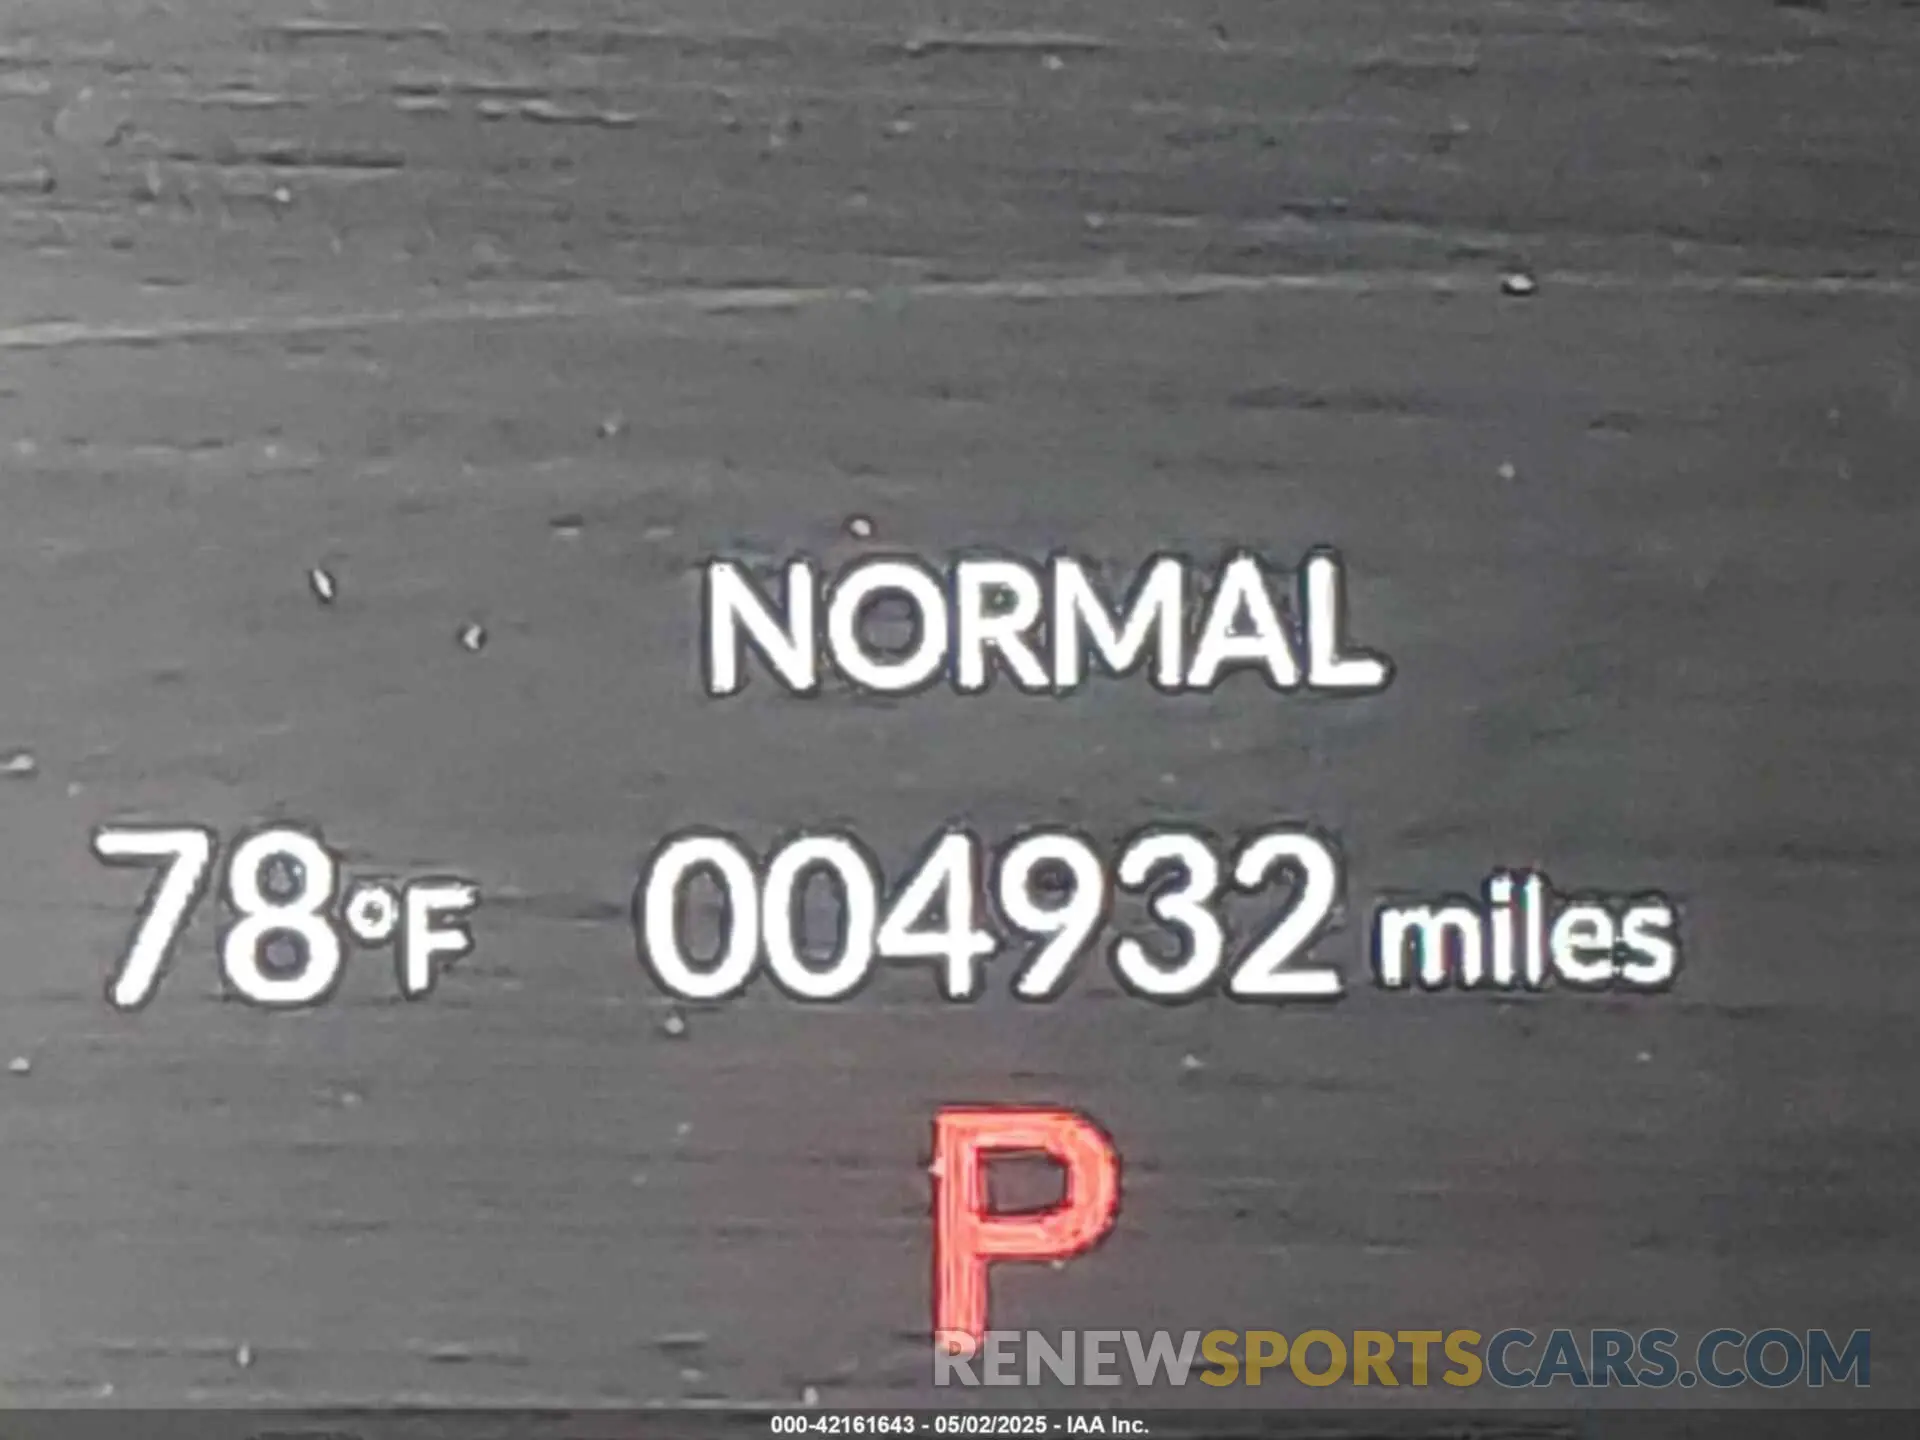 NORMAL
78°F 004932 miles
P
RENEWSPORTSCARS.COM
000-42161643 - 05/02/2025 - IAA Inc.